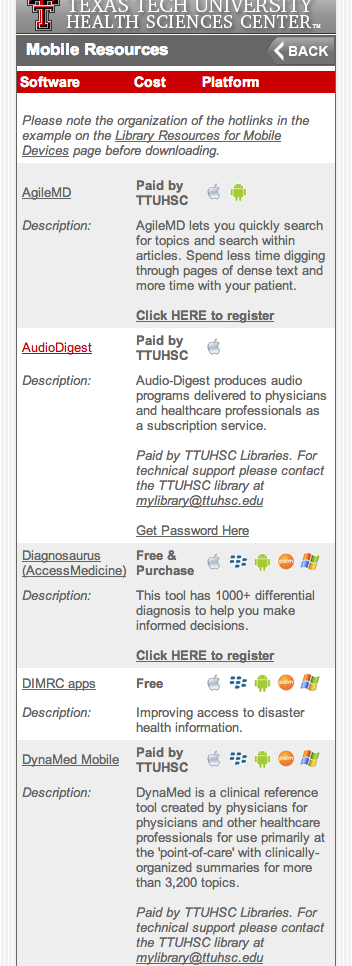 TEXAS TECH UNIVERSITY
HEALTH SCIENCES CENTER™
Mobile Resources
BACK
Software Cost Platform
Please note the organization of the hotlinks in the
example on the Library Resources for Mobile
Devices page before downloading.
AgileMD
Paid by
TTUHSC
Description:
AgileMD lets you quickly search
for topics and search within
articles. Spend less time digging
through pages of dense text and
more time with your patient.
Click HERE to register
AudioDigest
Paid by
TTUHSC
Description:
Audio-Digest produces audio
programs delivered to physicians
and healthcare professionals as
a subscription service.
Paid by TTUHSC Libraries. For
technical support please contact
the TTUHSC library at
mylibrary@ttuhsc.edu
Get Password Here
Diagnosaurus
(AccessMedicine)
Free &
Purchase
palm
Description:
This tool has 1000+ differential
diagnosis to help you make
informed decisions.
Click HERE to register
DIMRC apps
Free
palm
Description:
Improving access to disaster
health information.
DynaMed Mobile
Paid by
TTUHSC
palm
Description:
DynaMed is a clinical reference
tool created by physicians for
physicians and other healthcare
professionals for use primarily at
the 'point-of-care' with clinically-
organized summaries for more
than 3,200 topics.
Paid by TTUHSC Libraries. For
technical support please contact
the TTUHSC library at
mylibrary@ttuhsc.edu